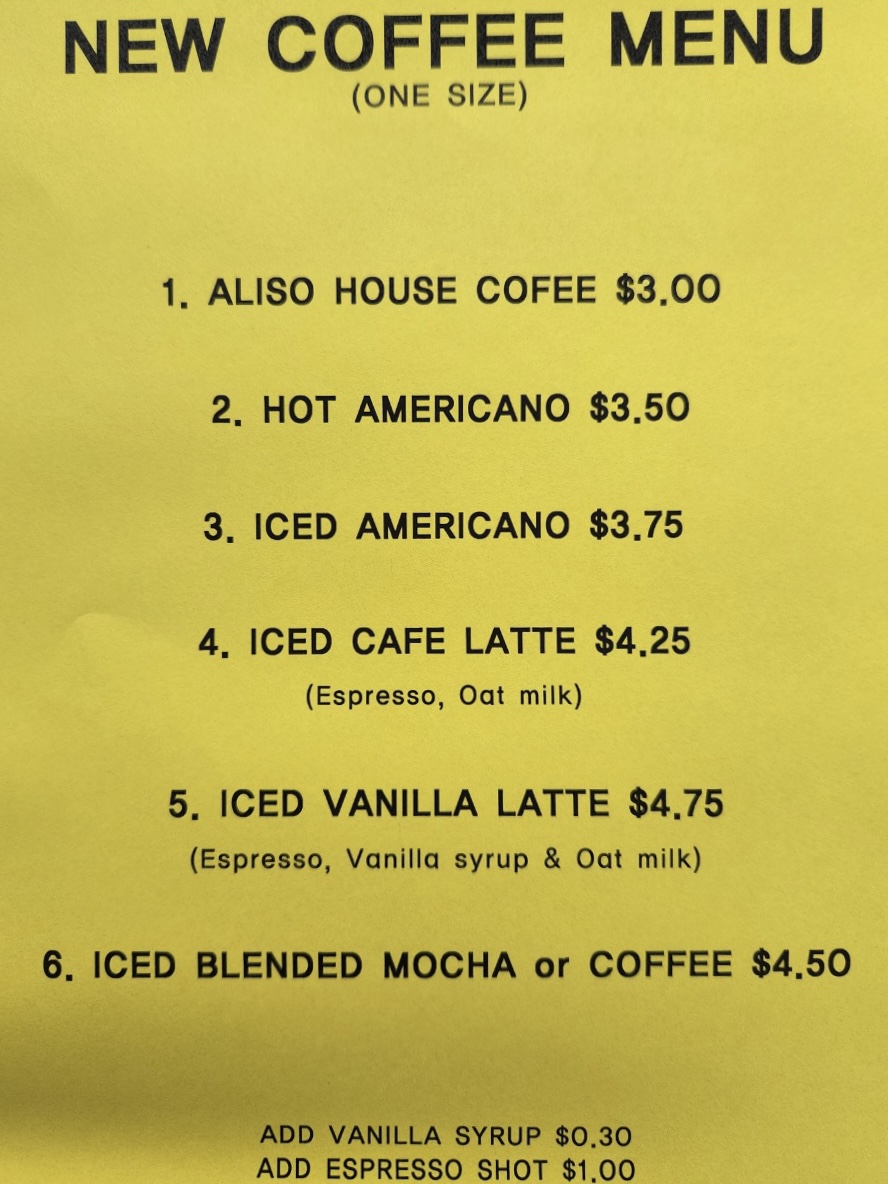 NEW COFFEE MENU
(ONE SIZE)
1. ALISO HOUSE COFEE $3.00
2. HOT AMERICANO $3.50
3. ICED AMERICANO $3.75
4. ICED CAFE LATTE $4.25
(Espresso, Oat milk)
5. ICED VANILLA LATTE $4.75
(Espresso, Vanilla syrup & Oat milk)
6. ICED BLENDED MOCHA or COFFEE $4.50
ADD VANILLA SYRUP $0.30
ADD ESPRESSO SHOT $1.00